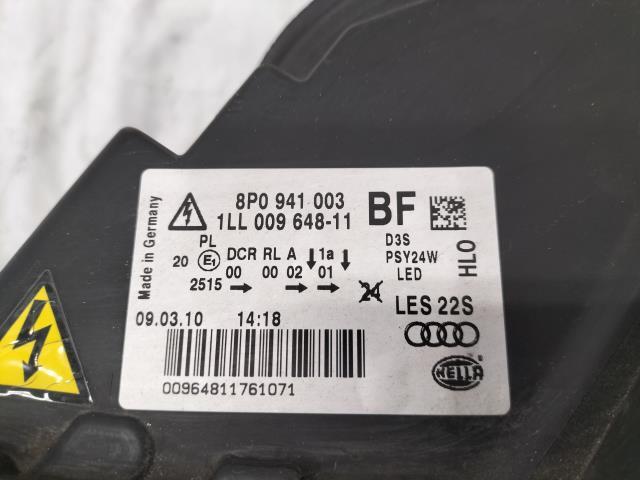 Made in Germany
8P0 941 003
1LL 009 648-11
BF
PL
20 E1 DCR RL A 1a
00 00 02 01
2515
24
D3S
PSY24W
LED
HLO
LES 22S
09.03.10 14:18
00964811761071
HELLA